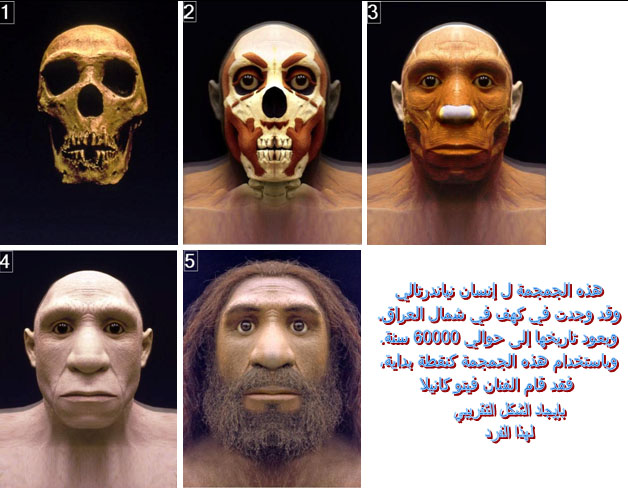 1
2
3
4
5
هذه الجمجمة ل إنسان نياندرتالي
وقد وجدت في كهف في شمال العراق،
ويعود تاريخها إلى حوالي 60000 سنة.
وباستخدام هذه الجمجمة كنقطة بداية،
فقد قام الفنان فيتو كانيلا
بإيجاد الشكل التقريبي
لهذا الفرد